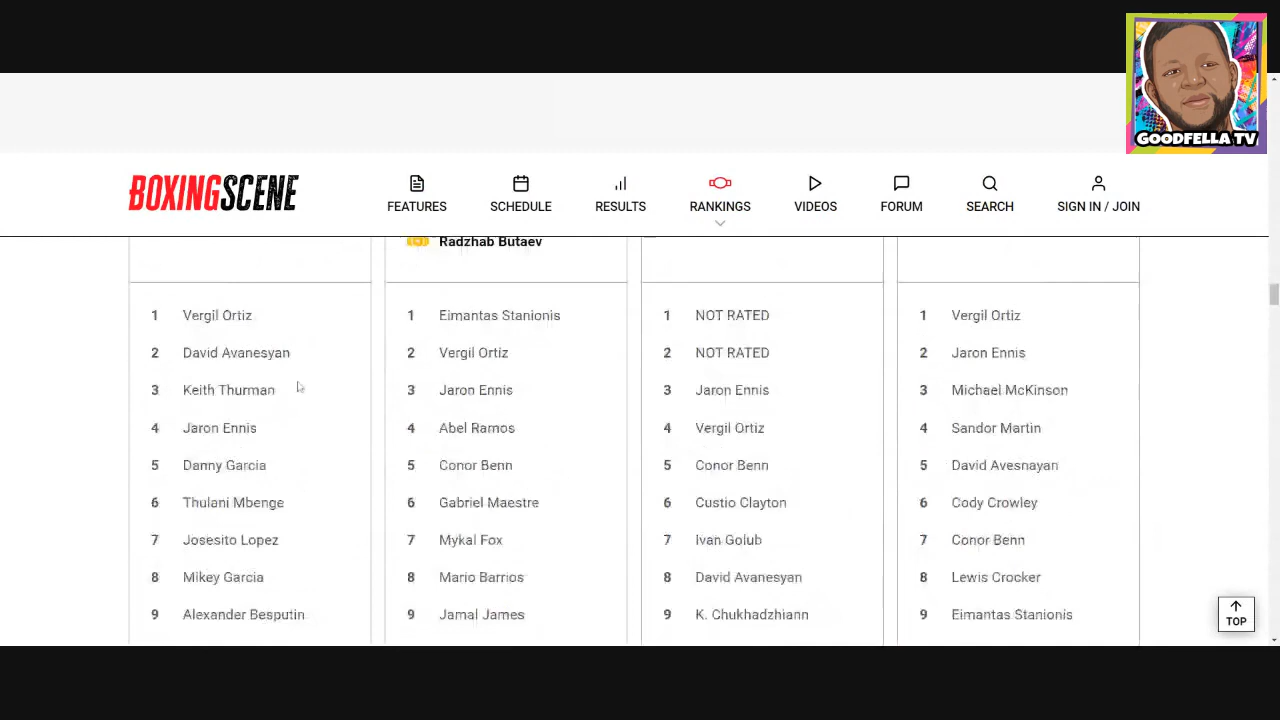 GOODFELLA TV
BOXINGSCENE
FEATURES
SCHEDULE
RESULTS
RANKINGS
VIDEOS
FORUM
SEARCH
SIGN IN / JOIN
Radzhab Butaev
1 Vergil Ortiz
2 David Avanesyan
3 Keith Thurman
4 Jaron Ennis
5 Danny Garcia
6 Thulani Mbenge
7 Josesito Lopez
8 Mikey Garcia
9 Alexander Besputin
1 Eimantas Stanionis
2 Vergil Ortiz
3 Jaron Ennis
4 Abel Ramos
5 Conor Benn
6 Gabriel Maestre
7 Mykal Fox
8 Mario Barrios
9 Jamal James
1 NOT RATED
2 NOT RATED
3 Jaron Ennis
4 Vergil Ortiz
5 Conor Benn
6 Custio Clayton
7 Ivan Golub
8 David Avanesyan
9 K. Chukhadzhiann
1 Vergil Ortiz
2 Jaron Ennis
3 Michael McKinson
4 Sandor Martin
5 David Avesnayan
6 Cody Crowley
7 Conor Benn
8 Lewis Crocker
9 Eimantas Stanionis
TOP